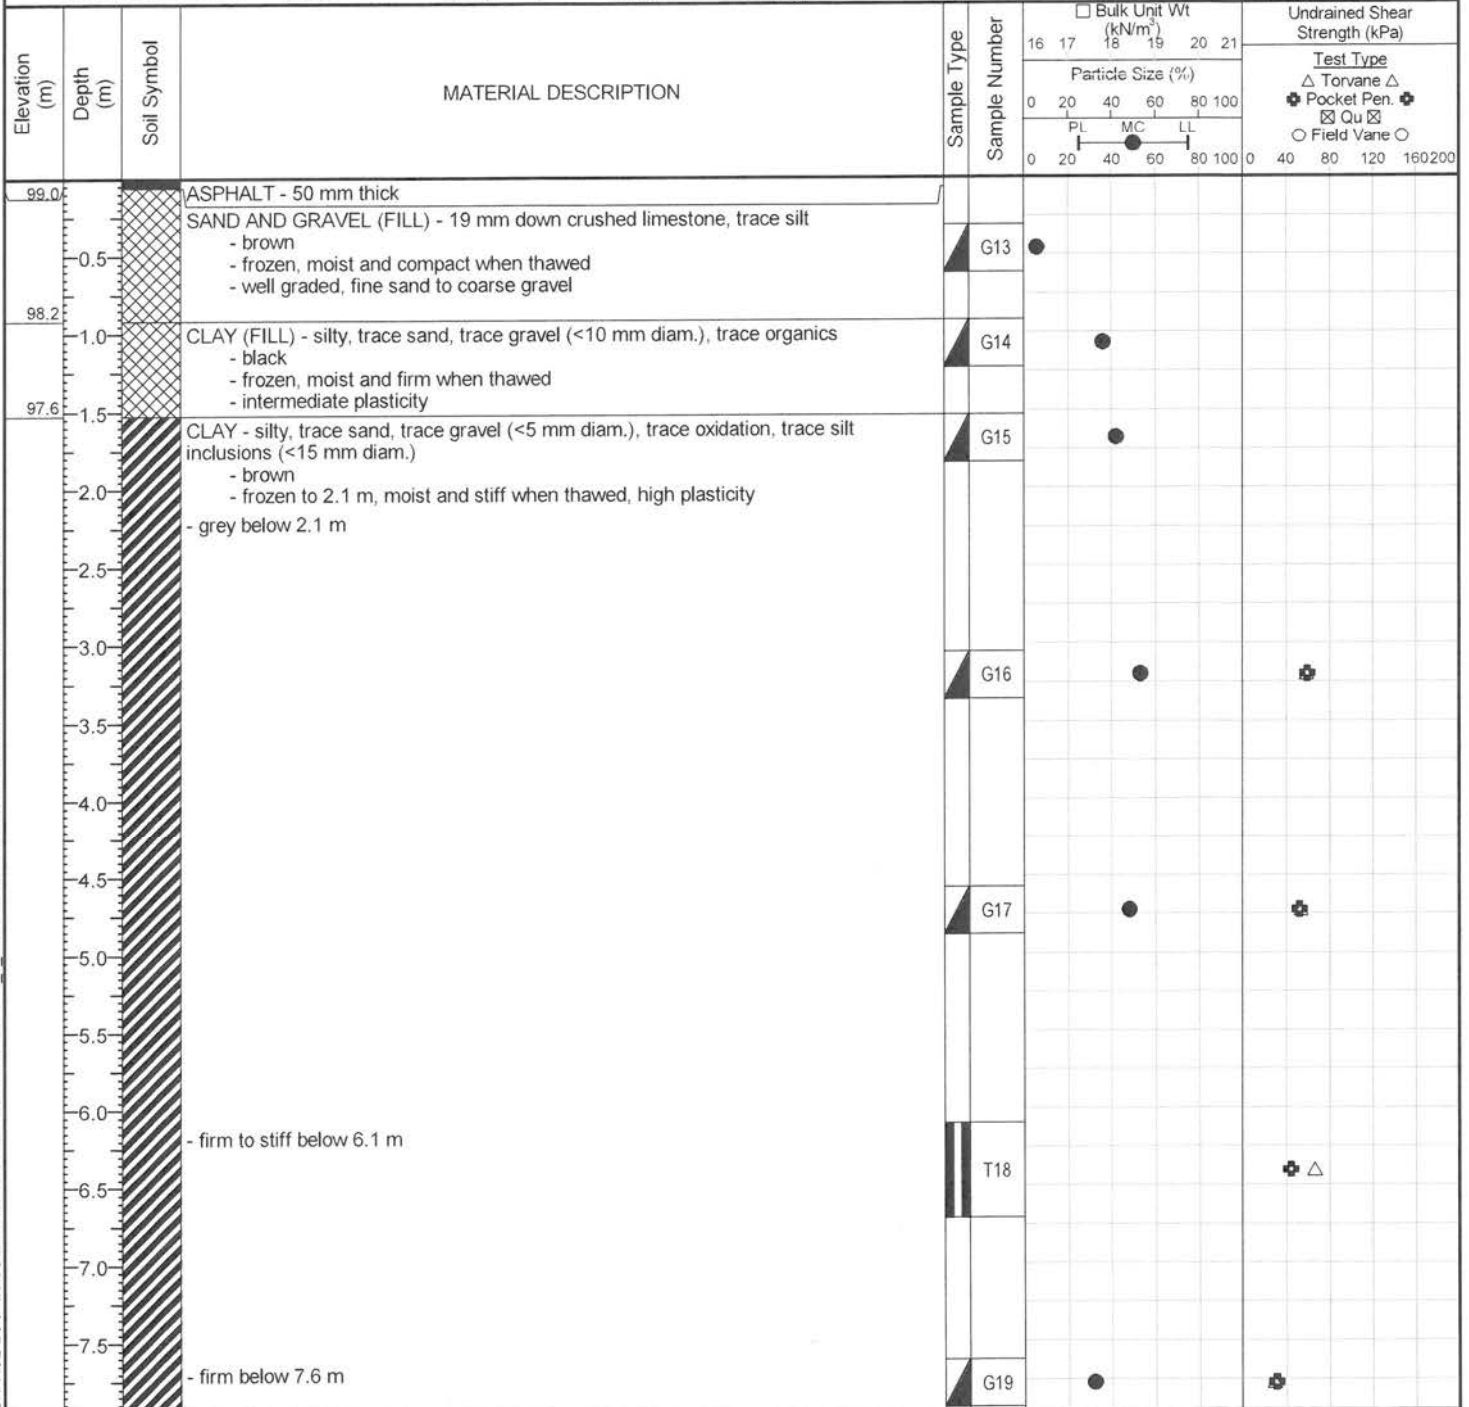 Elevation (m)
Depth (m)
Soil Symbol
MATERIAL DESCRIPTION
Sample Type
Sample Number
□ Bulk Unit Wt
(kN/m³)
16 17 18 19 20 21
Particle Size (%)
0 20 40 60 80 100
PL MC LL
0 20 40 60 80 100
Undrained Shear
Strength (kPa)
Test Type
△ Torvane △
Pocket Pen.
☒ Qu ☒
○ Field Vane ○
0 40 80 120 160 200
99.0
ASPHALT - 50 mm thick
SAND AND GRAVEL (FILL) - 19 mm down crushed limestone, trace silt
- brown
G13
0.5
- frozen, moist and compact when thawed
- well graded, fine sand to coarse gravel
98.2
1.0
CLAY (FILL) - silty, trace sand, trace gravel (<10 mm diam.), trace organics
G14
- black
- frozen, moist and firm when thawed
- intermediate plasticity
97.6
1.5
CLAY - silty, trace sand, trace gravel (<5 mm diam.), trace oxidation, trace silt
G15
inclusions (<15 mm diam.)
- brown
2.0
- frozen to 2.1 m, moist and stiff when thawed, high plasticity
- grey below 2.1 m
2.5
3.0
G16
3.5
4.0
4.5
G17
5.0
5.5
6.0
- firm to stiff below 6.1 m
T18
6.5
7.0
7.5
- firm below 7.6 m
G19